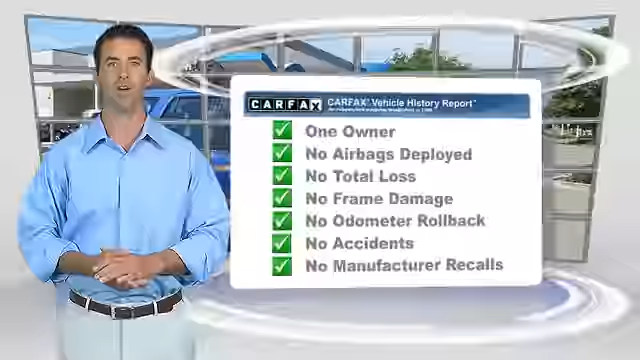 CARFAX CARFAX® Vehicle History Report™
One Owner
No Airbags Deployed
No Total Loss
No Frame Damage
No Odometer Rollback
No Accidents
No Manufacturer Recalls